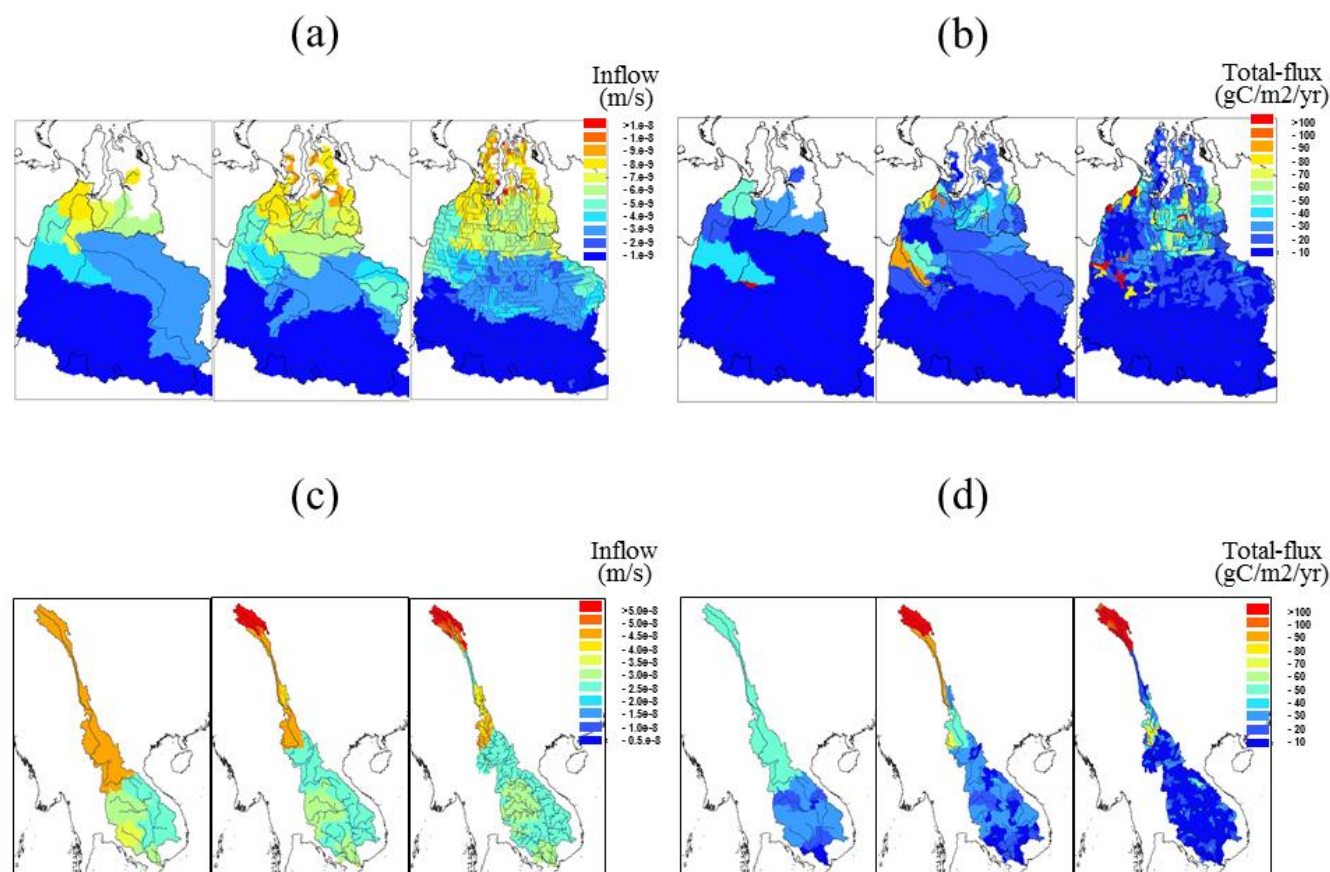 (a)
Inflow
(m/s)
>1.e-8
- 1.e-8
- 9.e-9
- 8.e-9
- 7.e-9
- 6.e-9
- 5.e-9
- 4.e-9
- 3.e-9
- 2.e-9
- 1.e-9
(b)
Total-flux
(gC/m2/yr)
>100
- 100
- 90
- 80
- 70
- 60
- 50
- 40
- 30
- 20
- 10
(c)
Inflow
(m/s)
>5.0e-8
- 5.0e-8
- 4.5e-8
- 4.0e-8
- 3.5e-8
- 3.0e-8
- 2.5e-8
- 2.0e-8
- 1.5e-8
- 1.0e-8
- 0.5e-8
(d)
Total-flux
(gC/m2/yr)
>100
- 100
- 90
- 80
- 70
- 60
- 50
- 40
- 30
- 20
- 10